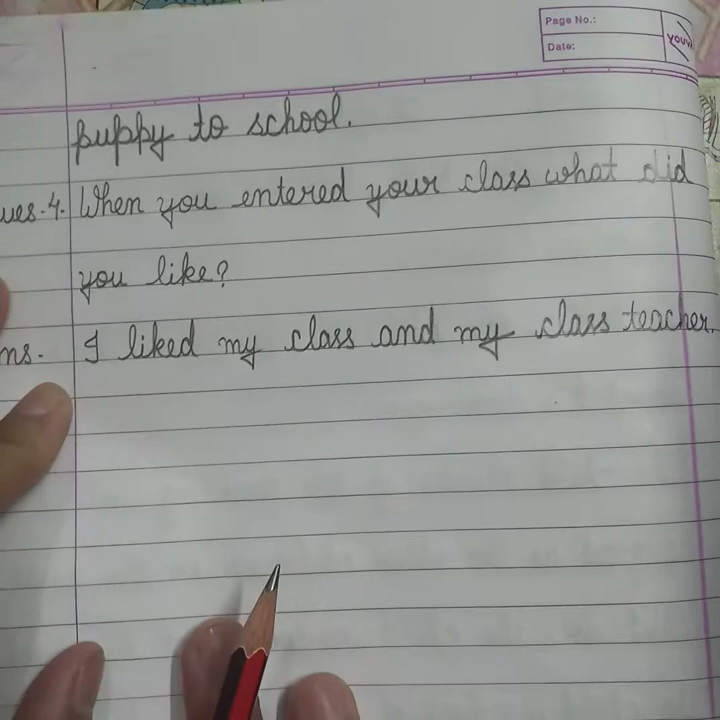 Page No.:
Date:
puppy to school.
ues.4. When you entered your class what did
you like?
ns. I liked my class and my class teacher.